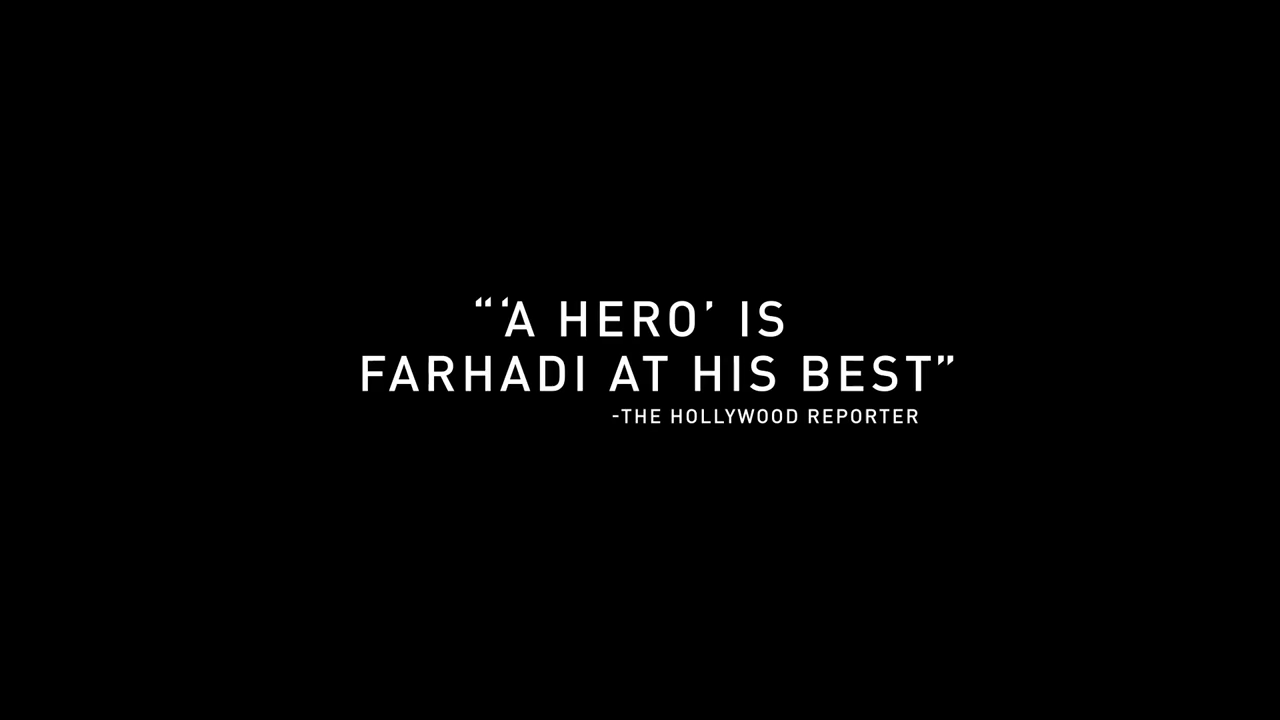 “‘A HERO’ IS
FARHADI AT HIS BEST”
-THE HOLLYWOOD REPORTER